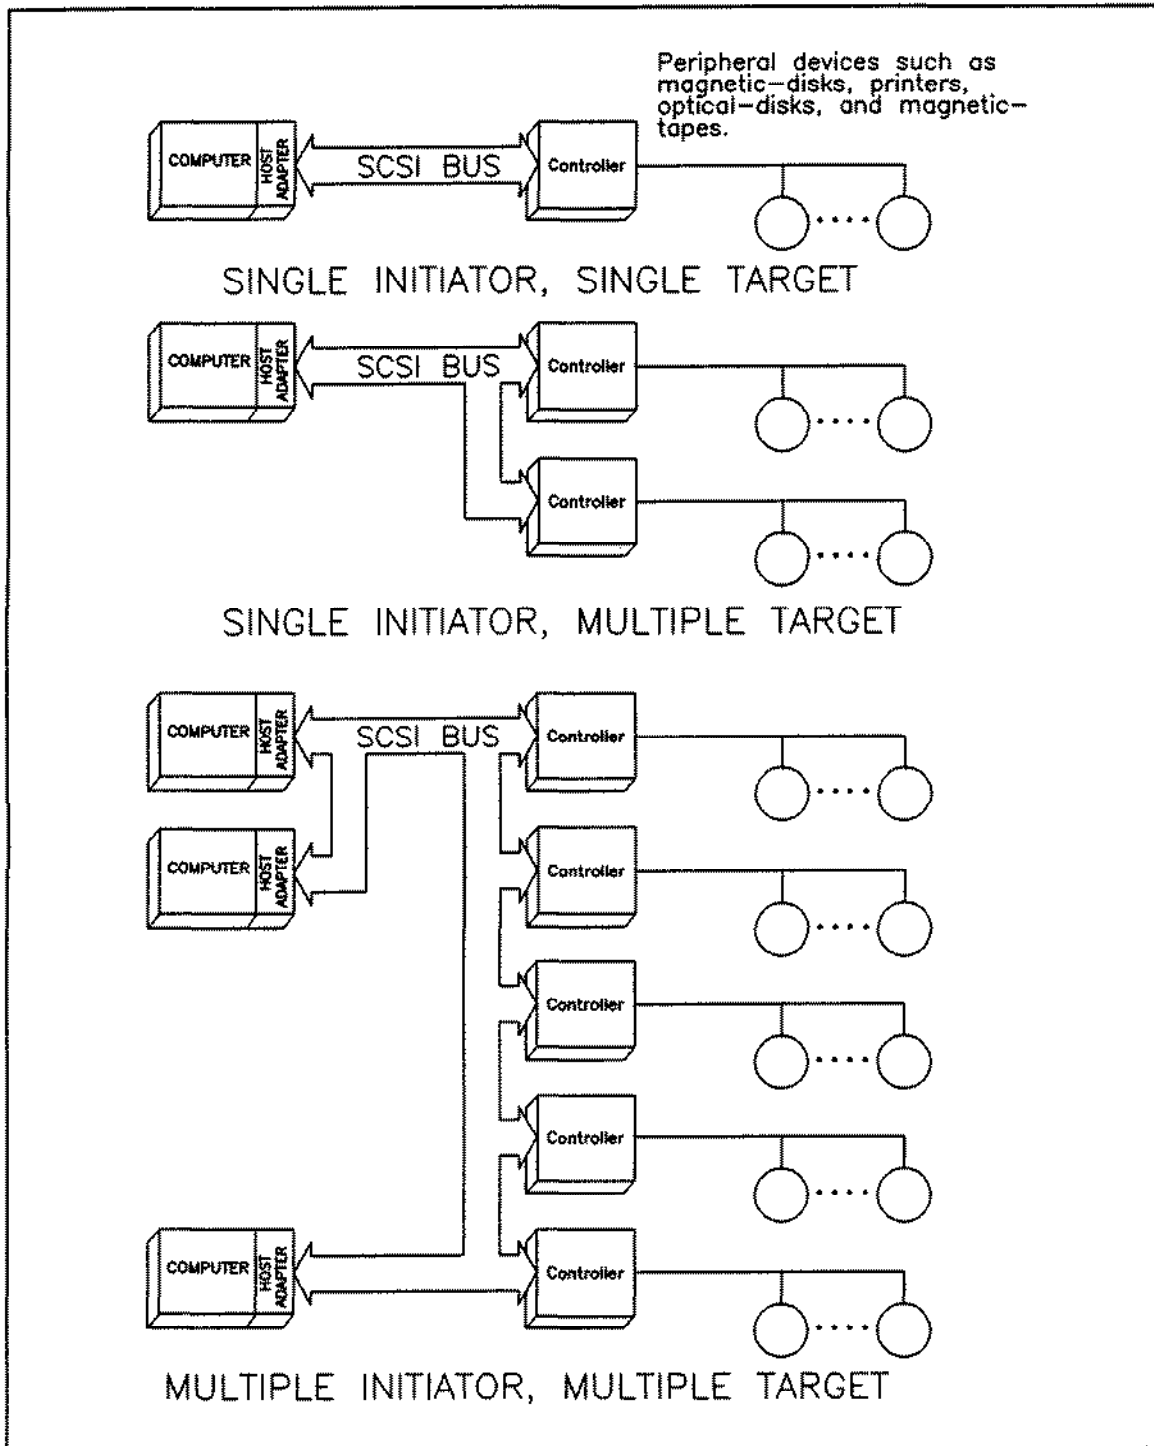 Peripheral devices such as
magnetic-disks, printers,
optical-disks, and magnetic-
tapes.
COMPUTER
HOST
ADAPTER
SCSI BUS
Controller
SINGLE INITIATOR, SINGLE TARGET
COMPUTER
HOST
ADAPTER
SCSI BUS
Controller
Controller
SINGLE INITIATOR, MULTIPLE TARGET
COMPUTER
HOST
ADAPTER
SCSI BUS
Controller
COMPUTER
HOST
ADAPTER
Controller
Controller
Controller
COMPUTER
HOST
ADAPTER
Controller
MULTIPLE INITIATOR, MULTIPLE TARGET